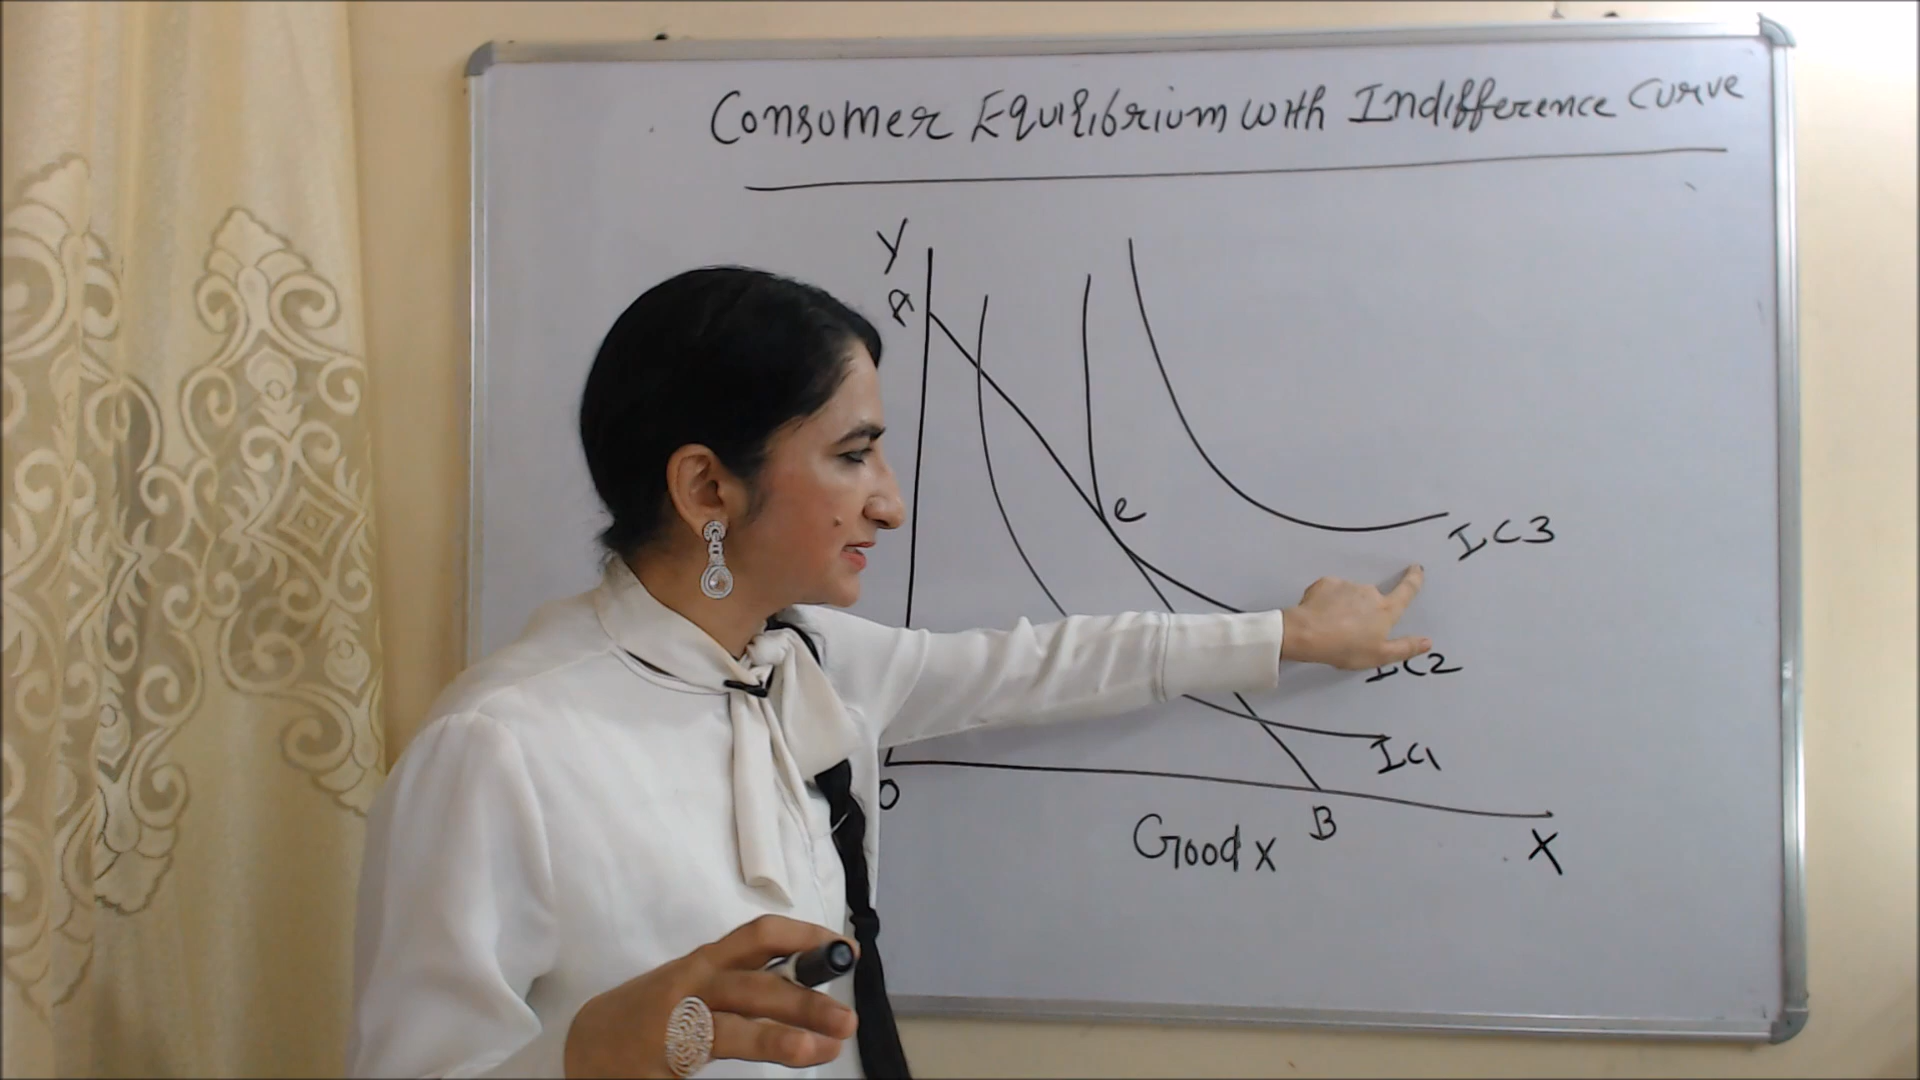 Consumer Equilibrium with Indifference Curve
Y
A
e
IC3
IC2
IC1
O
B
Good x
X